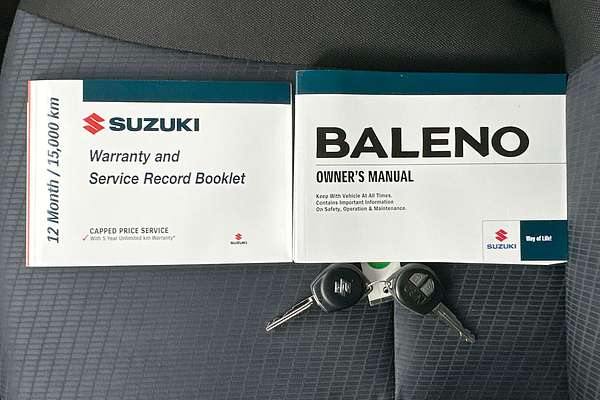 12 Month / 15,000 km
SUZUKI
Warranty and
Service Record Booklet
CAPPED PRICE SERVICE
With 5 Year Unlimited km Warranty*
SUZUKI
BALENO
OWNER'S MANUAL
Keep With Vehicle At All Times.
Contains Important Information
On Safety, Operation & Maintenance.
SUZUKI
Way of Life!